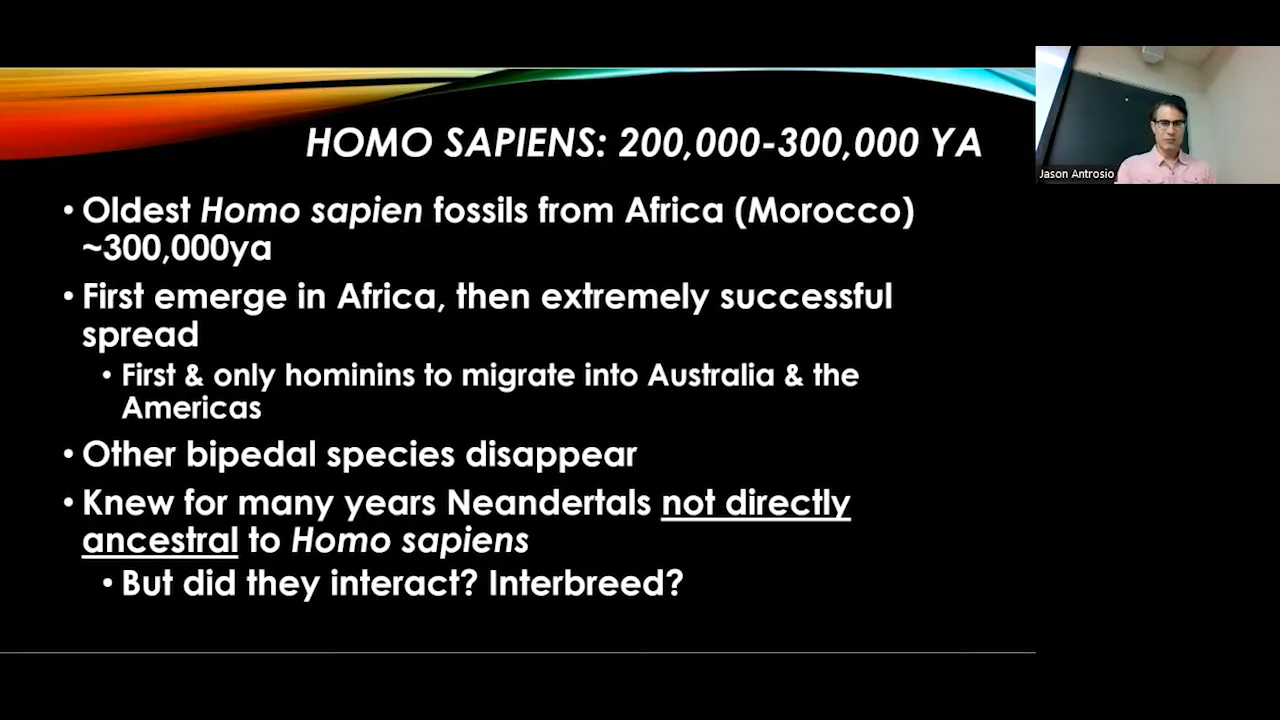 HOMO SAPIENS: 200,000-300,000 YA
• Oldest Homo sapien fossils from Africa (Morocco)
~300,000ya
• First emerge in Africa, then extremely successful
spread
• First & only hominins to migrate into Australia & the
Americas
• Other bipedal species disappear
• Knew for many years Neandertals not directly
ancestral to Homo sapiens
• But did they interact? Interbreed?
Jason Antrosio